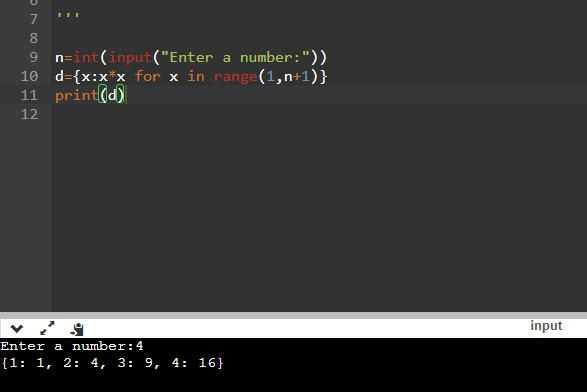 6
7 '''
8
9 n=int(input("Enter a number:"))
10 d={x:x*x for x in range(1,n+1)}
11 print(d)
12
input
Enter a number:4
{1: 1, 2: 4, 3: 9, 4: 16}